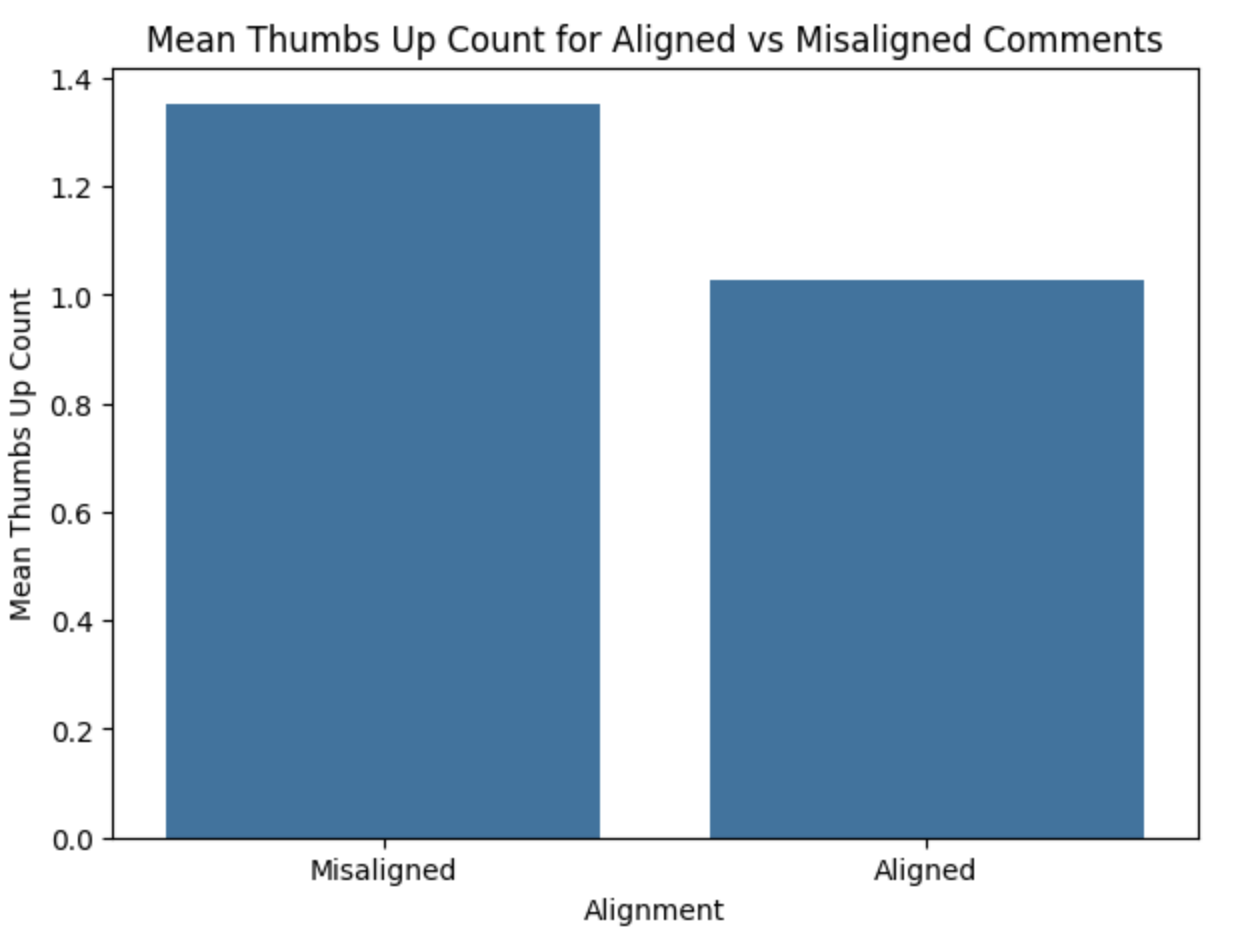 Mean Thumbs Up Count for Aligned vs Misaligned Comments
Mean Thumbs Up Count
1.4
1.2
1.0
0.8
0.6
0.4
0.2
0.0
Misaligned
Aligned
Alignment